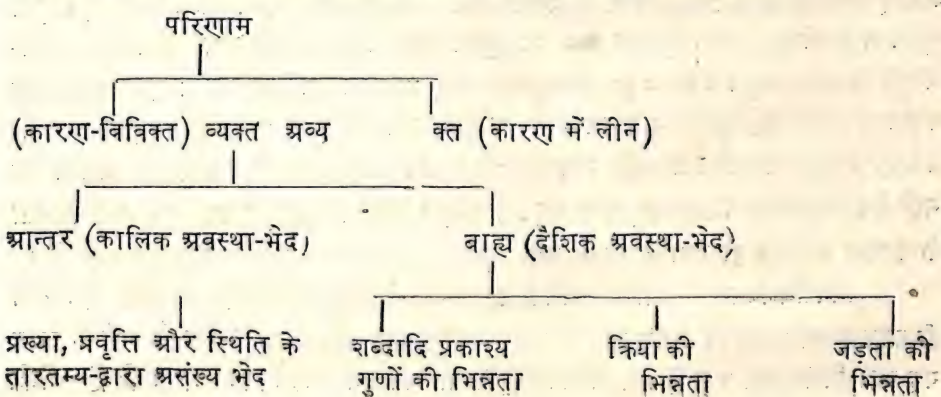 परिणाम
(कारण-विविक्त) व्यक्त अव्य क्त (कारण में लीन)
आन्तर (कालिक अवस्था-भेद) बाह्य (दैशिक अवस्था-भेद)
प्रख्या, प्रवृत्ति और स्थिति के शब्दादि प्रकाश्य क्रिया की जड़ता की
तारतम्य-द्वारा असंख्य भेद गुणों की भिन्नता भिन्नता भिन्नता